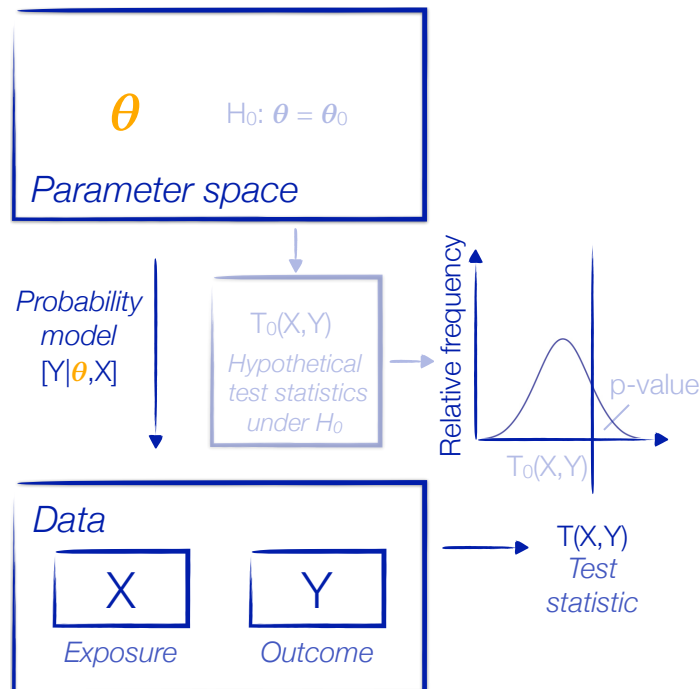 θ
H₀: θ = θ₀
Parameter space
Probability
model
[Y|θ,X]
T₀(X,Y)
Hypothetical
test statistics
under H₀
Relative frequency
p-value
T₀(X,Y)
Data
X
Y
Exposure
Outcome
T(X,Y)
Test
statistic